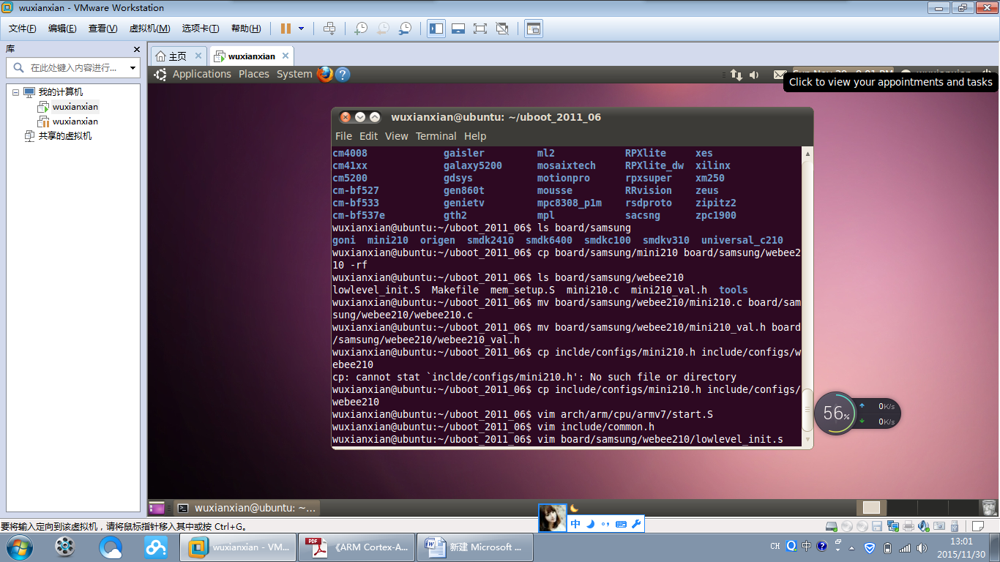 wuxianxian - VMware Workstation
文件(F) 编辑(E) 查看(V) 虚拟机(M) 选项卡(T) 帮助(H)
库
在此处键入内容进行...
我的计算机
wuxianxian
wuxianxian
共享的虚拟机
主页
wuxianxian
Applications Places System
Click to view your appointments and tasks
wuxianxian@ubuntu: ~/uboot_2011_06
File Edit View Terminal Help
cm4008 gaisler ml2 RPXlite xes
cm41xx galaxy5200 mosaixtech RPXlite_dw xilinx
cm5200 gdsys motionpro rpxsuper xm250
cm-bf527 gen860t mousse RRvision zeus
cm-bf533 genietv mpc8308_p1m rsdproto zipitz2
cm-bf537e gth2 mpl sacsng zpc1900
wuxianxian@ubuntu:~/uboot_2011_06$ ls board/samsung
goni mini210 origen smdk2410 smdk6400 smdkc100 smdkv310 universal_c210
wuxianxian@ubuntu:~/uboot_2011_06$ cp board/samsung/mini210 board/samsung/webee2
10 -rf
wuxianxian@ubuntu:~/uboot_2011_06$ ls board/samsung/webee210
lowlevel_init.S Makefile mem_setup.S mini210.c mini210_val.h tools
wuxianxian@ubuntu:~/uboot_2011_06$ mv board/samsung/webee210/mini210.c board/sam
sung/webee210/webee210.c
wuxianxian@ubuntu:~/uboot_2011_06$ mv board/samsung/webee210/mini210_val.h board
/samsung/webee210/webee210_val.h
wuxianxian@ubuntu:~/uboot_2011_06$ cp inclde/configs/mini210.h include/configs/w
ebee210
cp: cannot stat `inclde/configs/mini210.h': No such file or directory
wuxianxian@ubuntu:~/uboot_2011_06$ cp include/configs/mini210.h include/configs/
webee210
wuxianxian@ubuntu:~/uboot_2011_06$ vim arch/arm/cpu/armv7/start.S
wuxianxian@ubuntu:~/uboot_2011_06$ vim include/common.h
wuxianxian@ubuntu:~/uboot_2011_06$ vim board/samsung/webee210/lowlevel_init.s
56%
0K/s
0K/s
wuxianxian@ubuntu: ~...
中
要将输入定向到该虚拟机，请将鼠标指针移入其中或按 Ctrl+G。
wuxianxian - VM...
PDF
《ARM Cortex-A...
新建 Microsoft ...
CH
中
13:01
2015/11/30